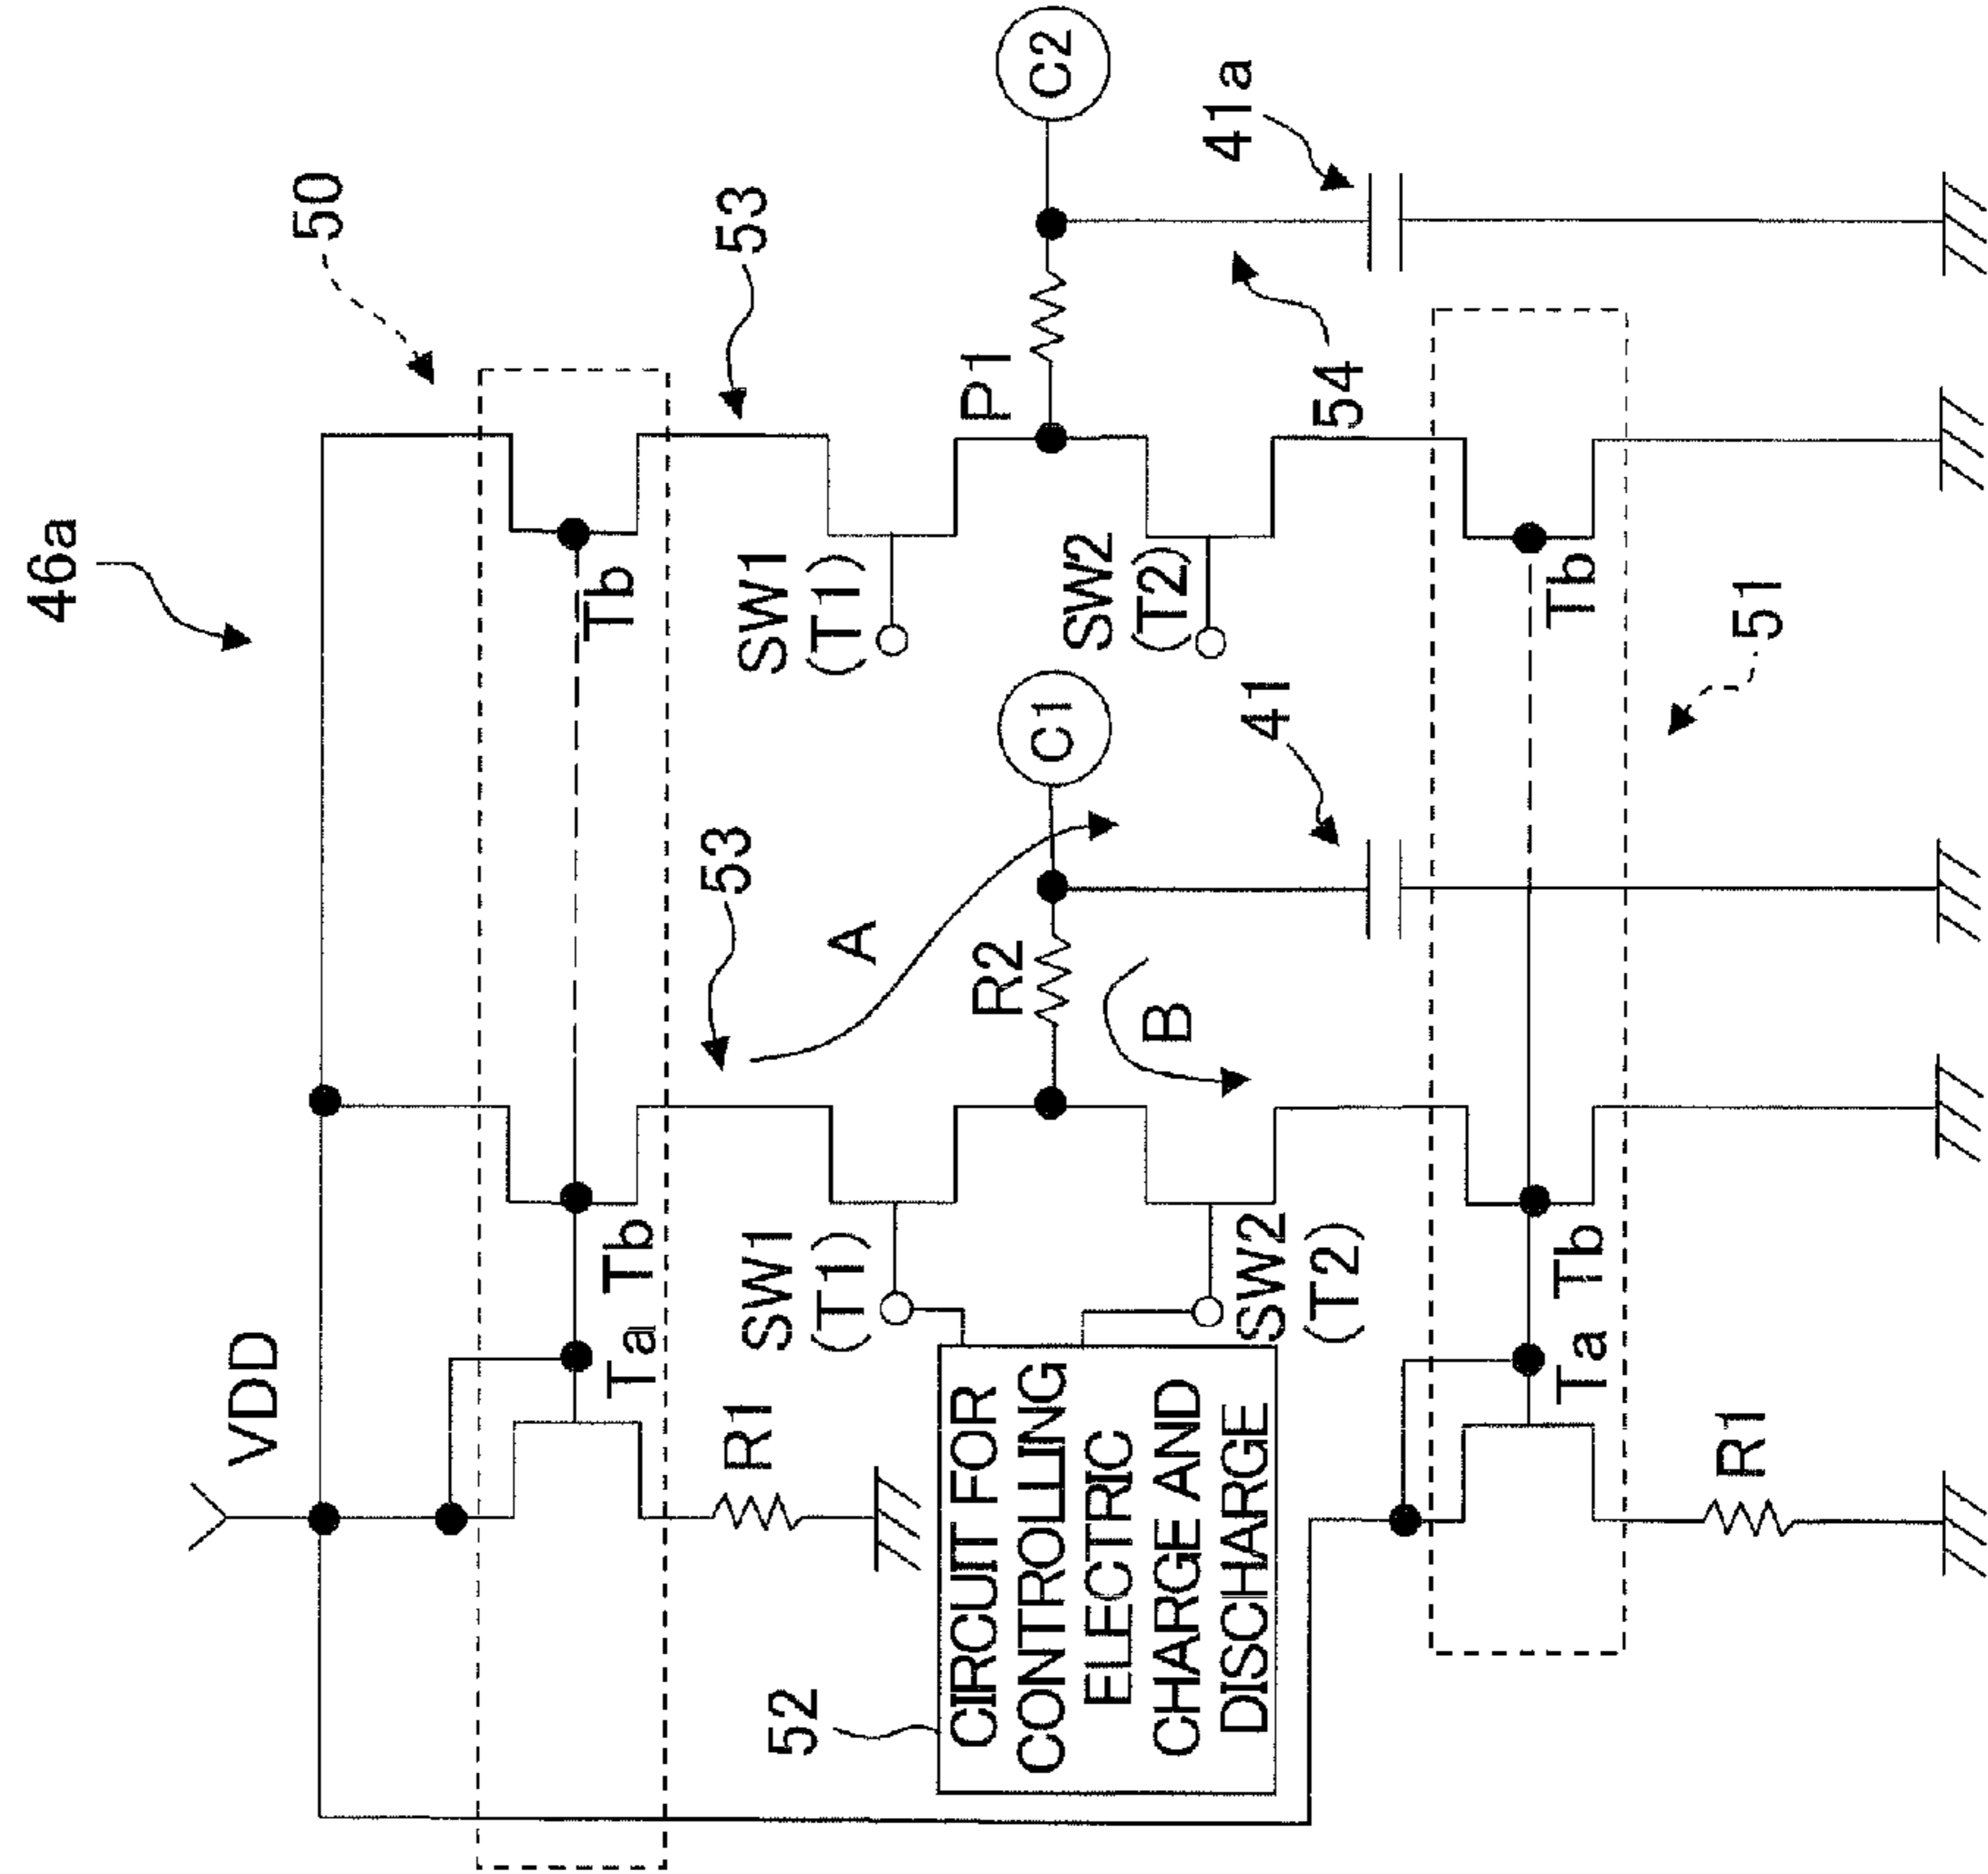 46a
VDD
50
Ta
Tb
Tb
R1
53
53
SW1
(T1)
SW1
(T1)
A
52
CIRCUIT FOR
CONTROLLING
ELECTRIC
CHARGE AND
DISCHARGE
R2
C1
P1
C2
B
SW2
(T2)
SW2
(T2)
41
54
41a
Ta
Tb
Tb
R1
51